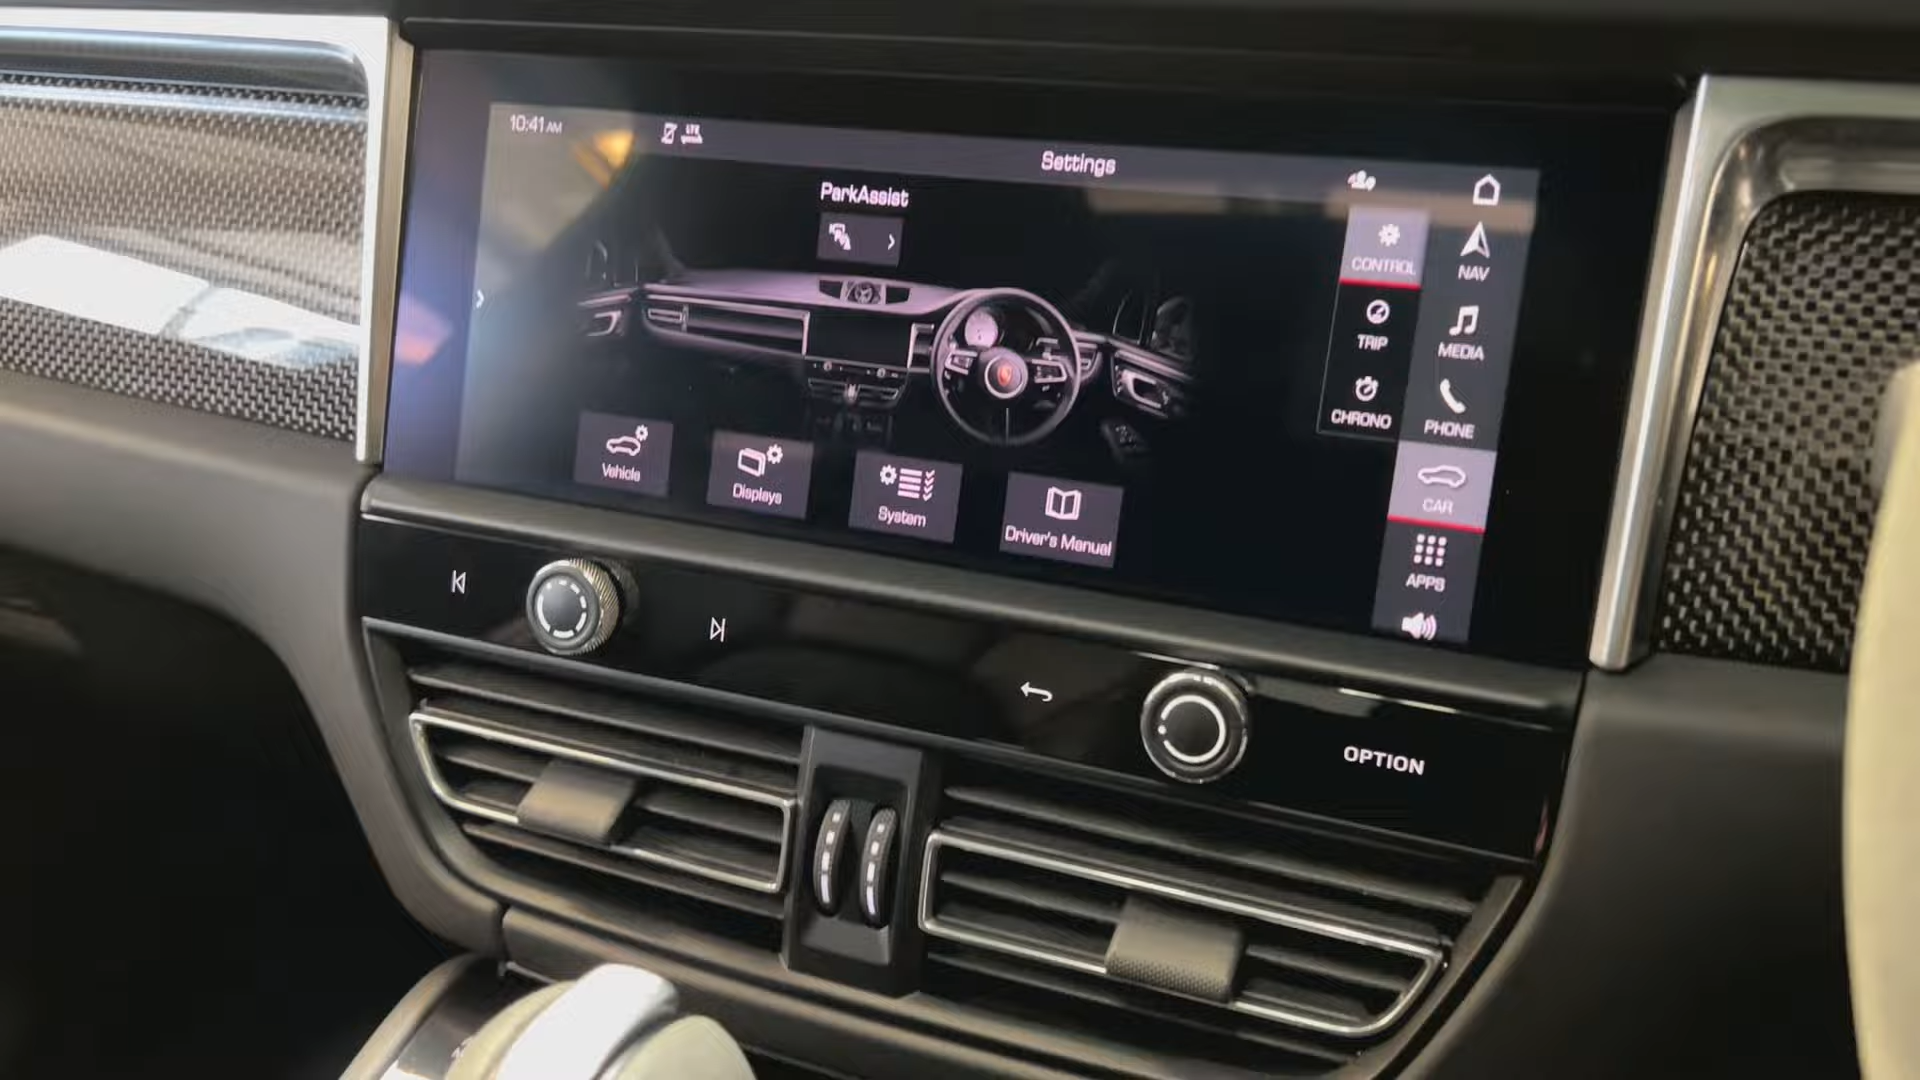 10:41 AM
LTE
Settings
ParkAssist
CONTROL
NAV
TRIP
MEDIA
CHRONO
PHONE
Vehicle
Displays
System
Driver's Manual
CAR
APPS
OPTION